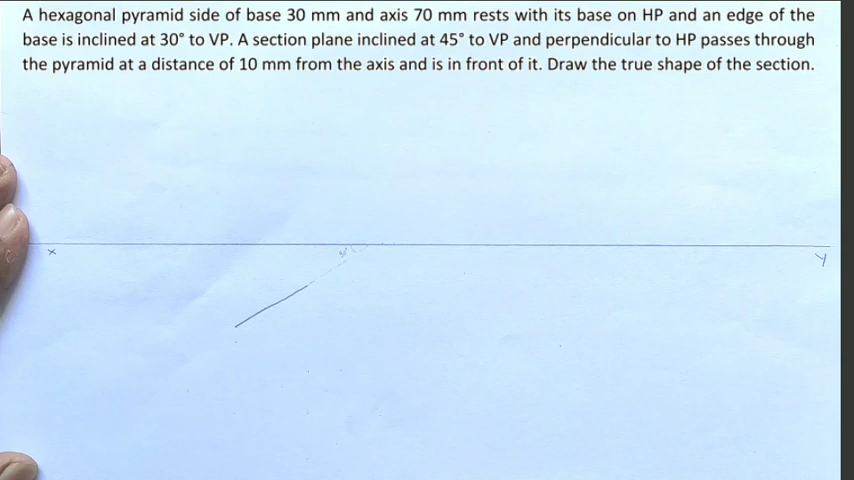 A hexagonal pyramid side of base 30 mm and axis 70 mm rests with its base on HP and an edge of the
base is inclined at 30° to VP. A section plane inclined at 45° to VP and perpendicular to HP passes through
the pyramid at a distance of 10 mm from the axis and is in front of it. Draw the true shape of the section.
30°
X Y